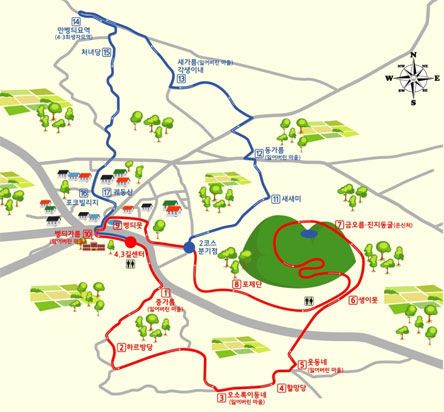 14
만벵듸묘역
(4·3희생자묘역)
처녀당 15
새가름(잃어버린 마을)
각생이내
13
N
W E
S
12
동가름
(잃어버린 마을)
16
포크빌리지
17 궤동산
11 새새미
벵디가름 10
(잃어버린 마을)
9 벵듸못
4.3길센터
2코스
분기점
7 금오름·진지동굴(은신처)
8 포제단
6 생이못
1
중가름
(잃어버린 마을)
2 하르방당
5 웃동네
(잃어버린 마을)
4 할망당
3 오소록이동네
(잃어버린 마을)